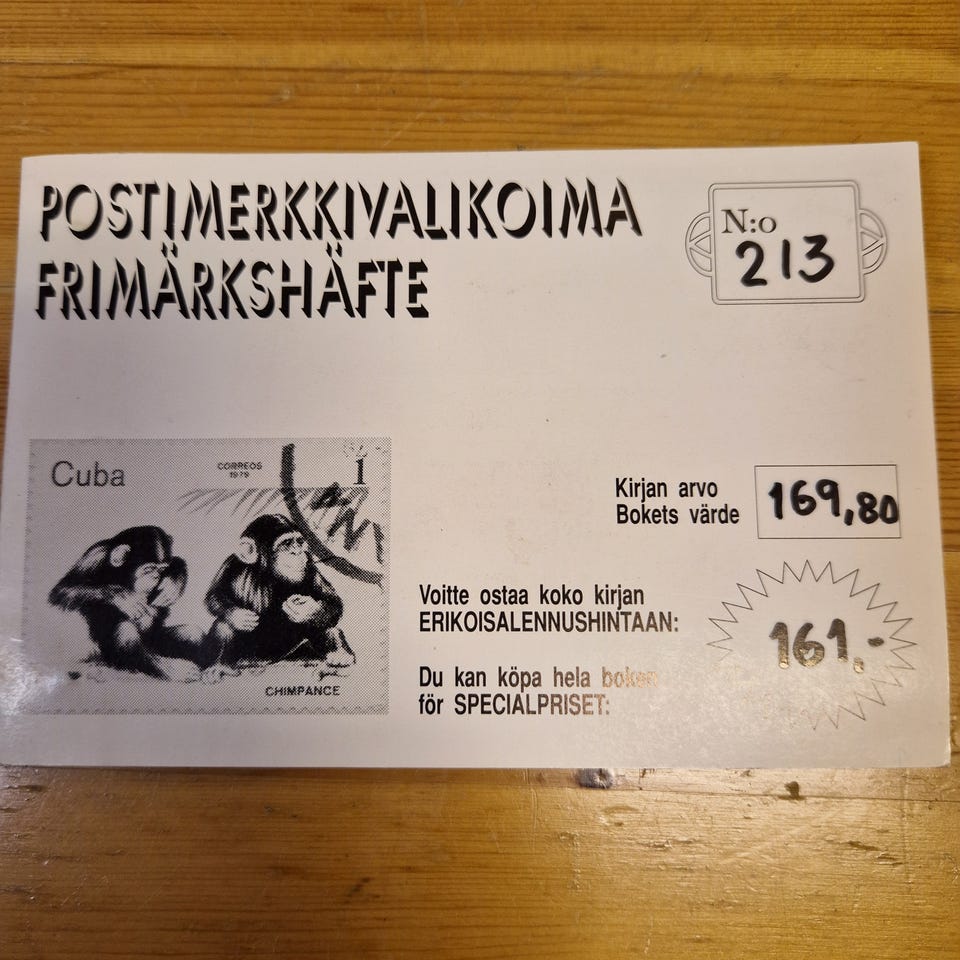 POSTIMERKKIVALIKOIMA
FRIMÄRKSHÄFTE
N:o
213
Cuba
CORREOS
1979
1
CHIMPANCE
Kirjan arvo
Bokets värde
169,80
Voitte ostaa koko kirjan
ERIKOISALENNUSHINTAAN:
161,-
Du kan köpa hela boken
för SPECIALPRISET: